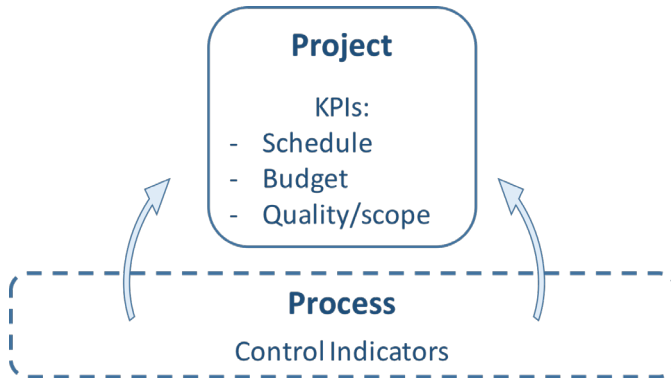 Project
KPIs:
- Schedule
- Budget
- Quality/scope
Process
Control Indicators